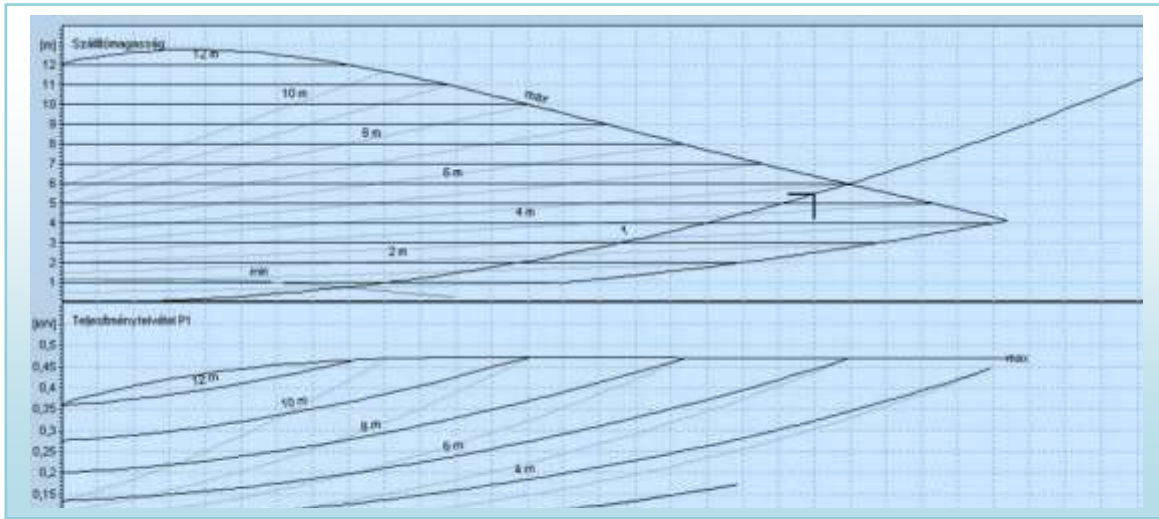 [m]
Szállítómagasság
12
11
10
9
8
7
6
5
4
3
2
1
12 m
10 m
8 m
6 m
4 m
2 m
max
min
1
[kW]
Teljesítményfelvétel P1
0,5
0,45
0,4
0,35
0,3
0,25
0,2
0,15
12 m
10 m
8 m
6 m
4 m
max